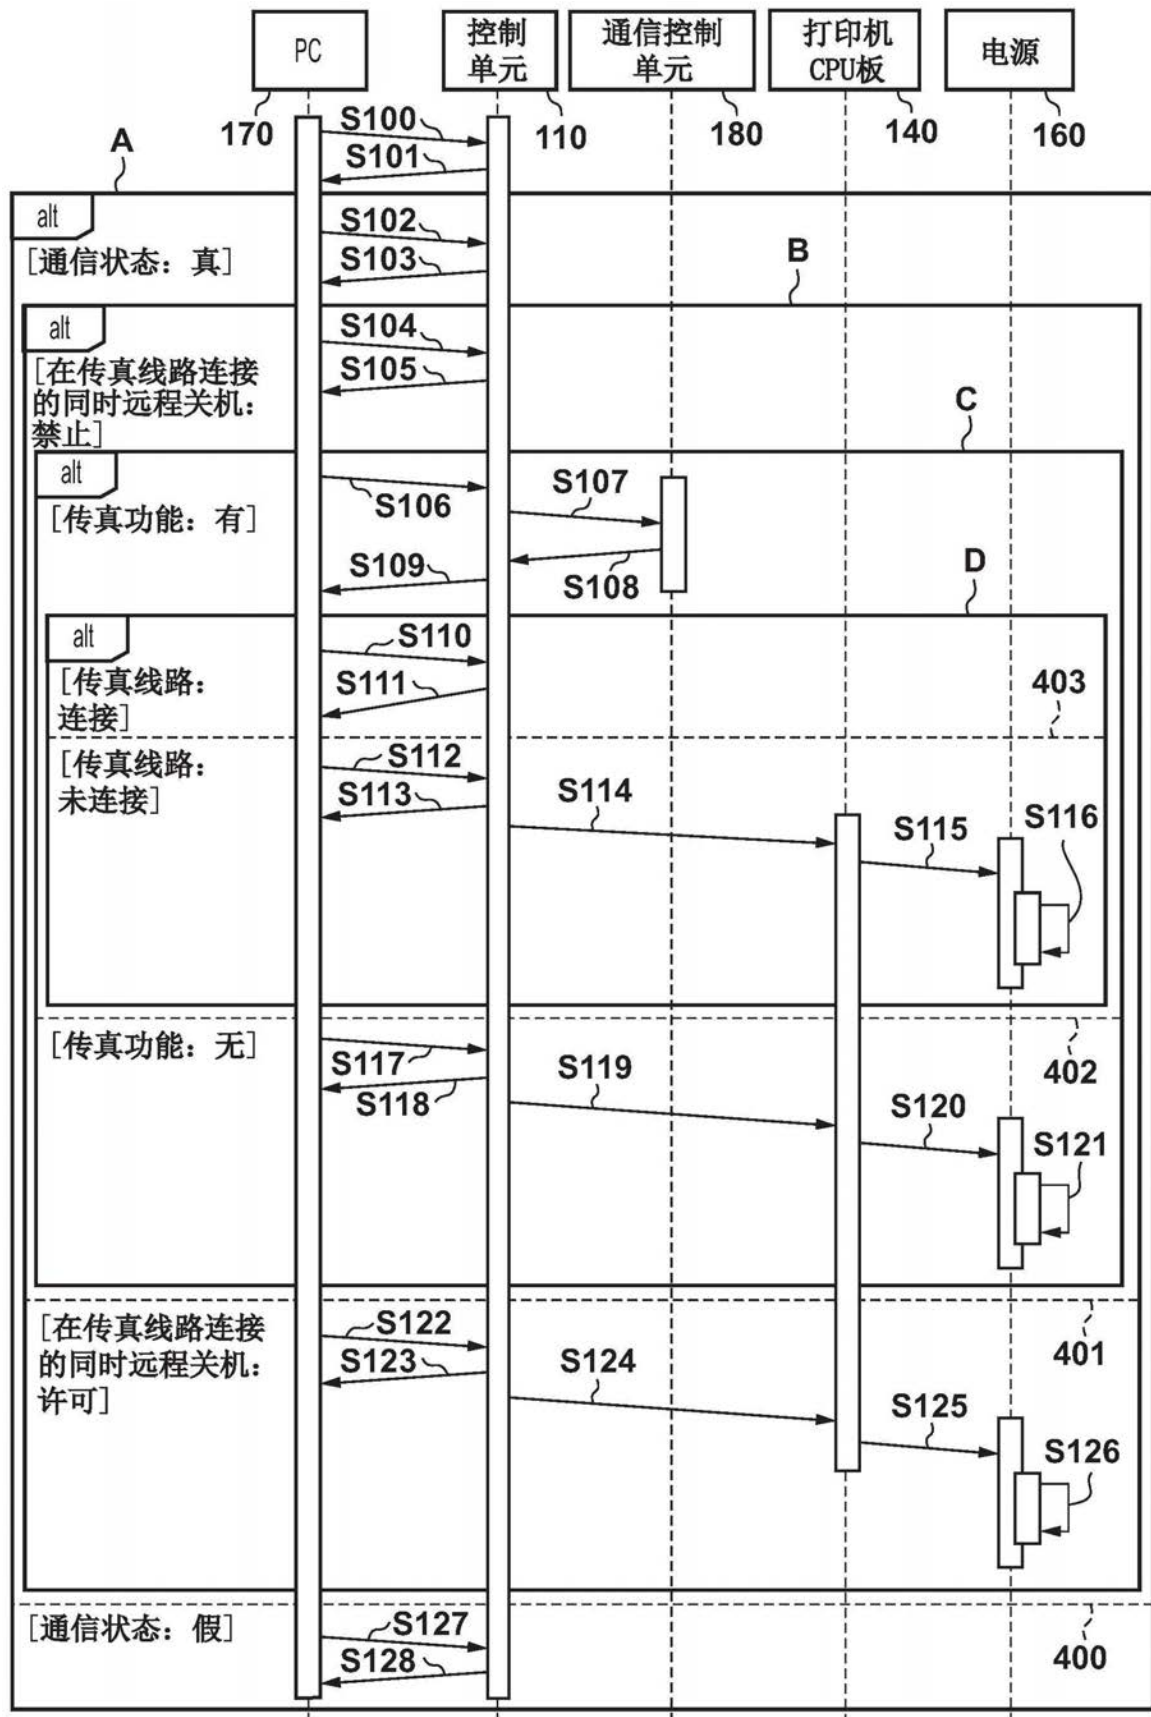 PC
控制
单元
通信控制
单元
打印机
CPU板
电源
170
110
180
140
160
S100
S101
A
alt
[通信状态：真]
S102
S103
B
alt
[在传真线路连接
的同时远程关机：
禁止]
S104
S105
C
alt
[传真功能：有]
S106
S107
S108
S109
D
alt
[传真线路：
连接]
S110
S111
403
[传真线路：
未连接]
S112
S113
S114
S115
S116
[传真功能：无]
S117
S118
S119
402
S120
S121
[在传真线路连接
的同时远程关机：
许可]
S122
S123
S124
401
S125
S126
[通信状态：假]
S127
S128
400